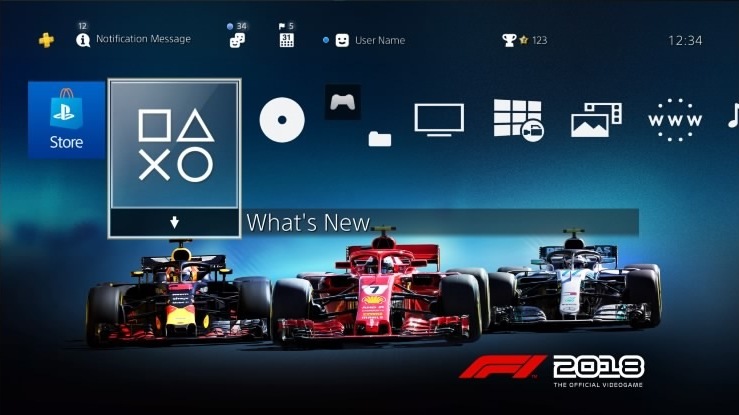 12
Notification Message
34
5
31
User Name
123
12:34
Store
WWW
What's New
7
F1 2018
THE OFFICIAL VIDEOGAME